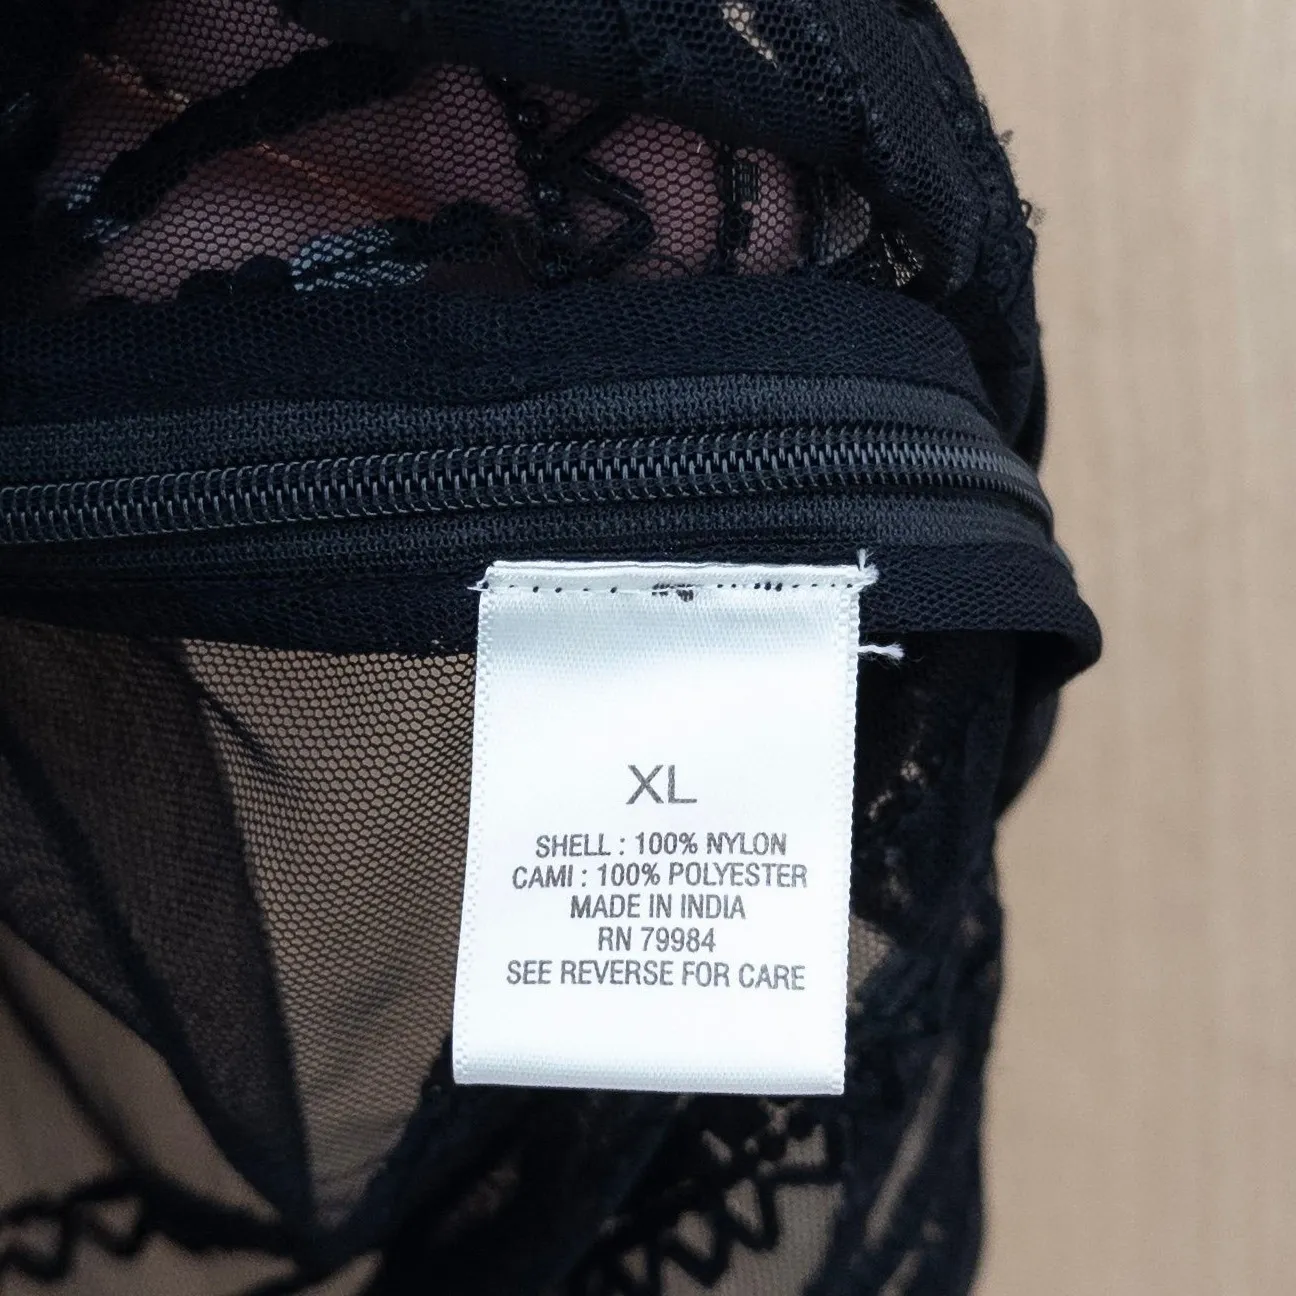 XL
SHELL : 100% NYLON
CAMI : 100% POLYESTER
MADE IN INDIA
RN 79984
SEE REVERSE FOR CARE